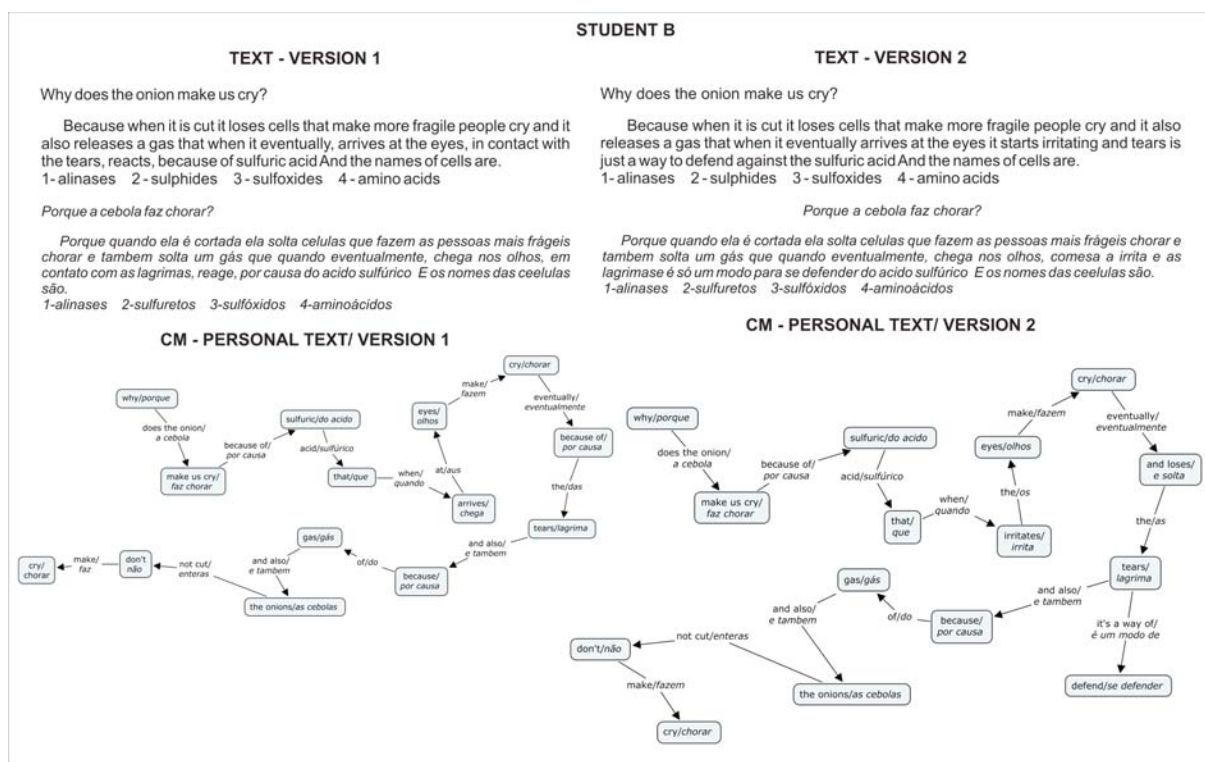 STUDENT B
TEXT - VERSION 1
Why does the onion make us cry?
Because when it is cut it loses cells that make more fragile people cry and it
also releases a gas that when it eventually, arrives at the eyes, in contact with
the tears, reacts, because of sulfuric acid And the names of cells are.
1- alinases 2 - sulphides 3 - sulfoxides 4 - amino acids
Porque a cebola faz chorar?
Porque quando ela é cortada ela solta celulas que fazem as pessoas mais frágeis
chorar e tambem solta um gás que quando eventualmente, chega nos olhos, em
contato com as lagrimas, reage, por causa do acido sulfúrico E os nomes das ceelulas
são.
1-alinases 2-sulfuretos 3-sulfóxidos 4-aminoácidos
CM - PERSONAL TEXT/ VERSION 1
why/porque
does the onion/
a cebola
make us cry/
faz chorar
because of/
por causa
sulfuric/do acido
acid/sulfúrico
that/que
when/
quando
arrives/
chega
at/aus
eyes/
olhos
make/
fazem
cry/chorar
eventually/
eventualmente
because of/
por causa
the/das
tears/lagrima
and also/
e tambem
because/
por causa
of/do
gas/gás
and also/
e tambem
the onions/as cebolas
not cut/
enteras
don't
não
make/
faz
cry/
chorar
TEXT - VERSION 2
Why does the onion make us cry?
Because when it is cut it loses cells that make more fragile people cry and it also
releases a gas that when it eventually arrives at the eyes it starts irritating and tears is
just a way to defend against the sulfuric acid And the names of cells are.
1- alinases 2 - sulphides 3 - sulfoxides 4 - amino acids
Porque a cebola faz chorar?
Porque quando ela é cortada ela solta celulas que fazem as pessoas mais frágeis chorar e
tambem solta um gás que quando eventualmente, chega nos olhos, comesa a irrita e as
lagrimase é só um modo para se defender do acido sulfúrico E os nomes das ceelulas são.
1-alinases 2-sulfuretos 3-sulfóxidos 4-aminoácidos
CM - PERSONAL TEXT/ VERSION 2
why/porque
does the onion/
a cebola
make us cry/
faz chorar
because of/
por causa
sulfuric/do acido
acid/sulfúrico
that/
que
when/
quando
irritates/
irrita
the/os
eyes/olhos
make/fazem
cry/chorar
eventually/
eventualmente
and loses/
e solta
the/as
tears/
lagrima
it's a way of/
é um modo de
defend/se defender
and also/
e tambem
because/
por causa
of/do
gas/gás
and also/
e tambem
the onions/as cebolas
not cut/enteras
don't/não
make/fazem
cry/chorar